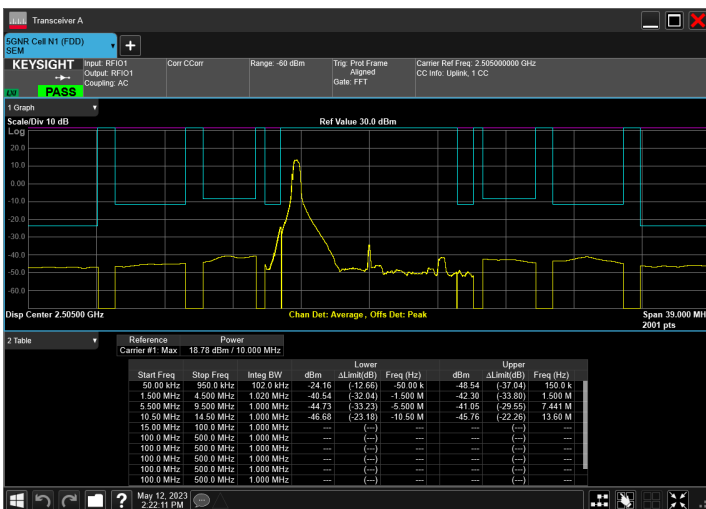 Transceiver A
5GNR Cell N1 (FDD)
SEM
KEYSIGHT
LXI
PASS
Input: RFIO1
Output: RFIO1
Coupling: AC
Corr CCorr
Range: -60 dBm
Trig: Prot Frame
Aligned
Gate: FFT
Carrier Ref Freq: 2.505000000 GHz
CC Info: Uplink, 1 CC
1 Graph
Scale/Div 10 dB
Ref Value 30.0 dBm
Log
20.0
10.0
0.00
-10.0
-20.0
-30.0
-40.0
-50.0
-60.0
Disp Center 2.50500 GHz
Chan Det: Average, Offs Det: Peak
Span 39.000 MH
2001 pts
2 Table
Reference Power
Carrier #1: Max 18.78 dBm / 10.000 MHz
Lower Upper
Start Freq Stop Freq Integ BW dBm ΔLimit(dB) Freq (Hz) dBm ΔLimit(dB) Freq (Hz)
50.00 kHz 950.0 kHz 102.0 kHz -24.16 (-12.66) -50.00 k -48.54 (-37.04) 150.0 k
1.500 MHz 4.500 MHz 1.020 MHz -40.54 (-32.04) -1.500 M -42.30 (-33.80) 1.500 M
5.500 MHz 9.500 MHz 1.000 MHz -44.73 (-33.23) -5.500 M -41.05 (-29.55) 7.441 M
10.50 MHz 14.50 MHz 1.000 MHz -46.68 (-23.18) -10.50 M -45.76 (-22.26) 13.60 M
15.00 MHz 100.0 MHz 1.000 MHz --- (---) --- --- (---) ---
100.0 MHz 500.0 MHz 1.000 MHz --- (---) --- --- (---) ---
100.0 MHz 500.0 MHz 1.000 MHz --- (---) --- --- (---) ---
100.0 MHz 500.0 MHz 1.000 MHz --- (---) --- --- (---) ---
100.0 MHz 500.0 MHz 1.000 MHz --- (---) --- --- (---) ---
May 12, 2023
2:22:11 PM